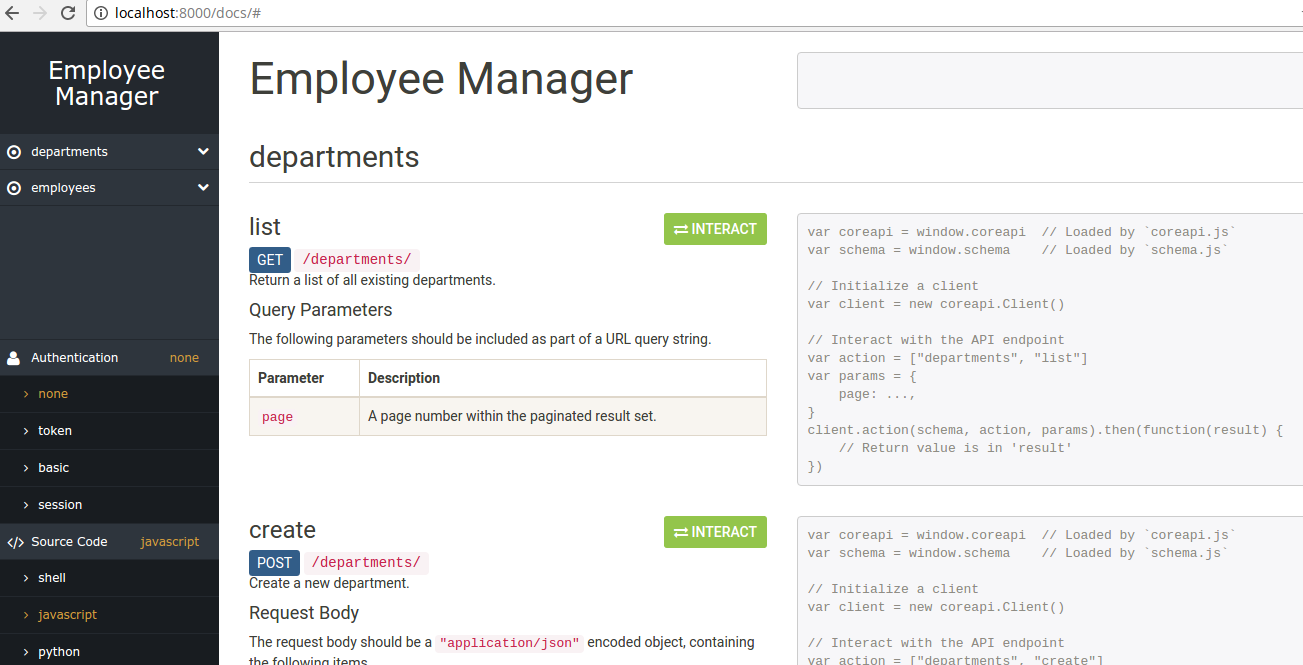 localhost:8000/docs/#
Employee
Manager
departments
employees
Authentication none
none
token
basic
session
Source Code javascript
shell
javascript
python
Employee Manager
departments
list
INTERACT
GET /departments/
Return a list of all existing departments.
Query Parameters
The following parameters should be included as part of a URL query string.
Parameter Description
page A page number within the paginated result set.
var coreapi = window.coreapi  // Loaded by `coreapi.js`
var schema = window.schema    // Loaded by `schema.js`
// Initialize a client
var client = new coreapi.Client()
// Interact with the API endpoint
var action = ["departments", "list"]
var params = {
    page: ...,
}
client.action(schema, action, params).then(function(result) {
    // Return value is in 'result'
})
create
INTERACT
POST /departments/
Create a new department.
Request Body
The request body should be a "application/json" encoded object, containing
the following items.
var coreapi = window.coreapi  // Loaded by `coreapi.js`
var schema = window.schema    // Loaded by `schema.js`
// Initialize a client
var client = new coreapi.Client()
// Interact with the API endpoint
var action = ["departments", "create"]